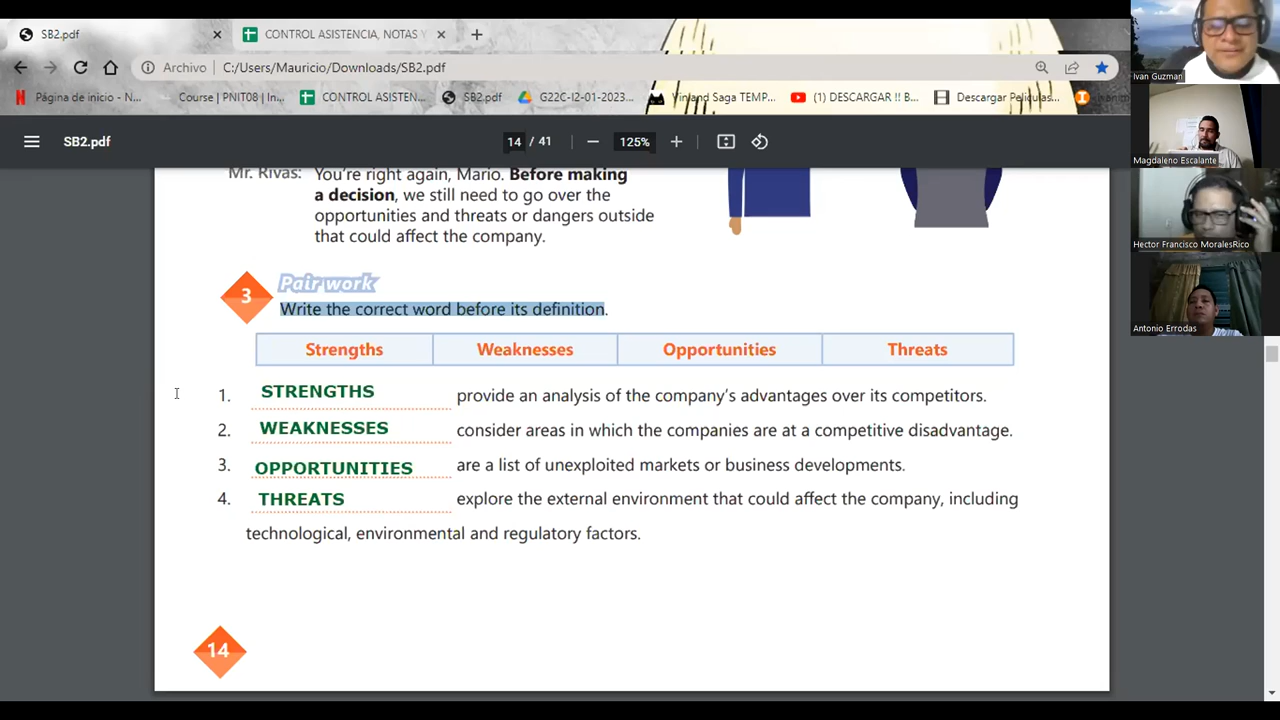 SB2.pdf
CONTROL ASISTENCIA, NOTAS Y
Archivo
C:/Users/Mauricio/Downloads/SB2.pdf
Página de inicio - N...
Course | PNIT08 | In...
CONTROL ASISTEN...
SB2.pdf
G22C-I2-01-2023...
Vinland Saga TEMP...
(1) DESCARGAR !! B...
Descargar Peliculas...
SB2.pdf
14 / 41
125%
Mr. Rivas: You're right again, Mario. Before making
a decision, we still need to go over the
opportunities and threats or dangers outside
that could affect the company.
3
Pair work
Write the correct word before its definition.
Strengths Weaknesses Opportunities Threats
1. STRENGTHS provide an analysis of the company's advantages over its competitors.
2. WEAKNESSES consider areas in which the companies are at a competitive disadvantage.
3. OPPORTUNITIES are a list of unexploited markets or business developments.
4. THREATS explore the external environment that could affect the company, including
technological, environmental and regulatory factors.
14
Ivan Guzman
Magdaleno Escalante
Hector Francisco MoralesRico
Antonio Errodas